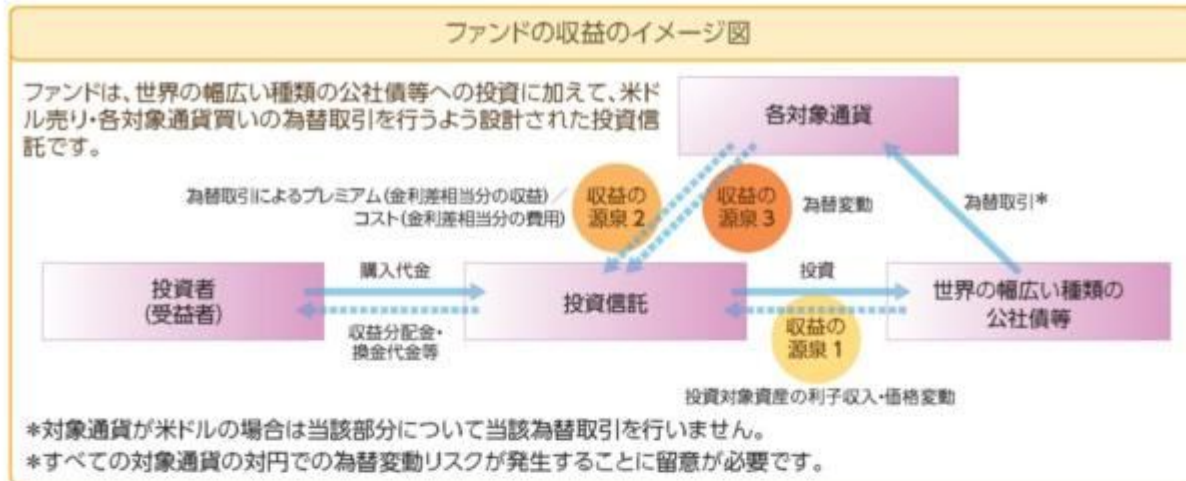 ファンドの収益のイメージ図
ファンドは、世界の幅広い種類の公社債等への投資に加えて、米ド
ル売り・各対象通貨買いの為替取引を行うよう設計された投資信
託です。
各対象通貨
為替取引によるプレミアム(金利差相当分の収益)／
コスト(金利差相当分の費用)
収益の
源泉2
収益の
源泉3
為替変動
為替取引*
投資者
(受益者)
購入代金
収益分配金・
換金代金等
投資信託
投資
収益の
源泉1
世界の幅広い種類の
公社債等
投資対象資産の利子収入・価格変動
*対象通貨が米ドルの場合は当該部分について当該為替取引を行いません。
*すべての対象通貨の対円での為替変動リスクが発生することに留意が必要です。